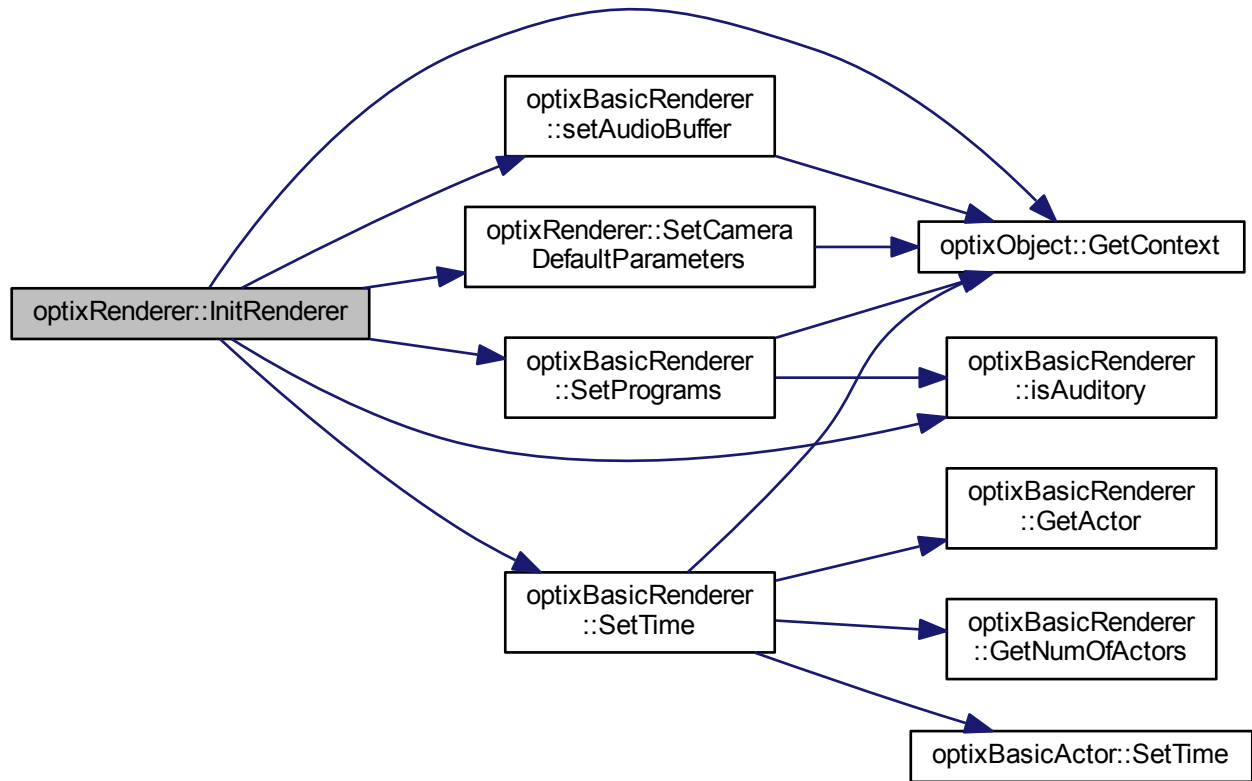 optixRenderer::InitRenderer
optixBasicRenderer
::setAudioBuffer
optixRenderer::SetCamera
DefaultParameters
optixBasicRenderer
::SetPrograms
optixBasicRenderer
::SetTime
optixObject::GetContext
optixBasicRenderer
::isAuditory
optixBasicRenderer
::GetActor
optixBasicRenderer
::GetNumOfActors
optixBasicActor::SetTime